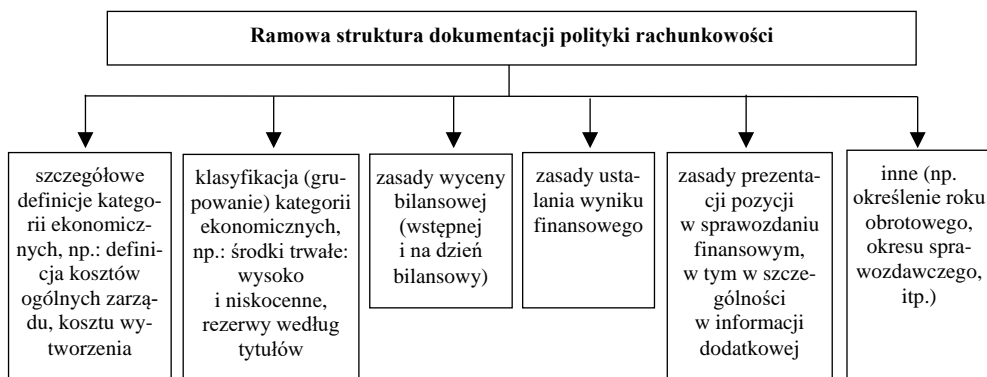 Ramowa struktura dokumentacji polityki rachunkowości
szczegółowe
definicje katego-
rii ekonomicz-
nych, np.: defini-
cja kosztów
ogólnych zarzą-
du, kosztu wy-
tworzenia
klasyfikacja (gru-
powanie) kategorii
ekonomicznych,
np.: środki trwałe:
wysoko
i niskocenne,
rezerwy według
tytułów
zasady wyceny
bilansowej
(wstępnej
i na dzień
bilansowy)
zasady usta-
lania wyniku
finansowego
zasady prezenta-
cji pozycji
w sprawozdaniu
finansowym,
w tym w szcze-
gólności
w informacji
dodatkowej
inne (np.
określenie roku
obrotowego,
okresu spra-
wozdawczego,
itp.)